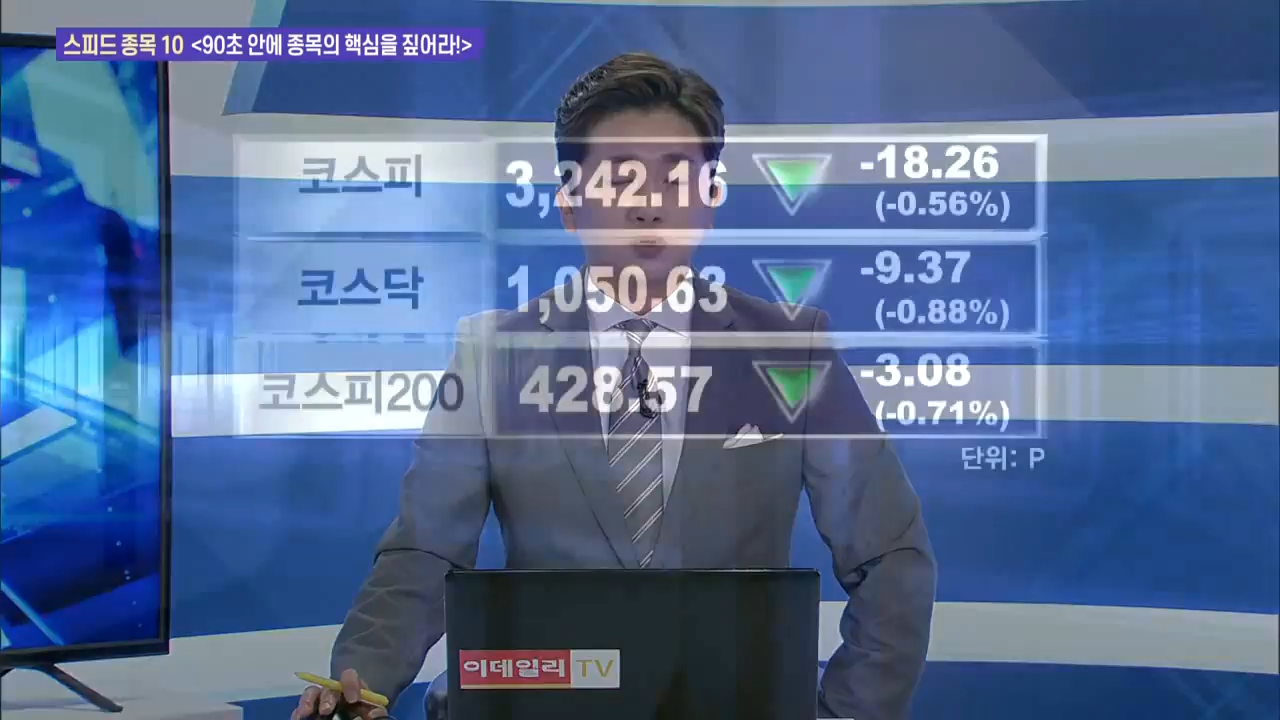 스피드 종목 10 <90초 안에 종목의 핵심을 짚어라!>
코스피 3,242.16 -18.26 (-0.56%)
코스닥 1,050.63 -9.37 (-0.88%)
코스피200 428.57 -3.08 (-0.71%)
단위: P
이데일리 TV